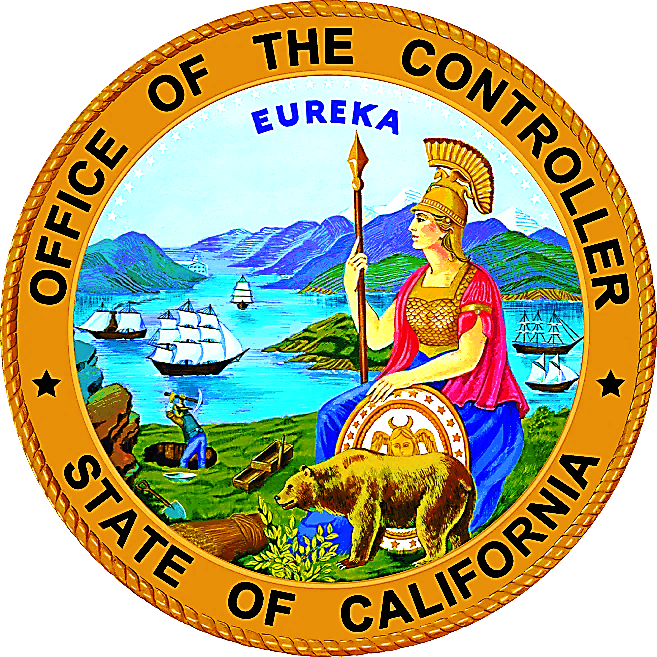 OFFICE OF THE CONTROLLER
EUREKA
STATE OF CALIFORNIA